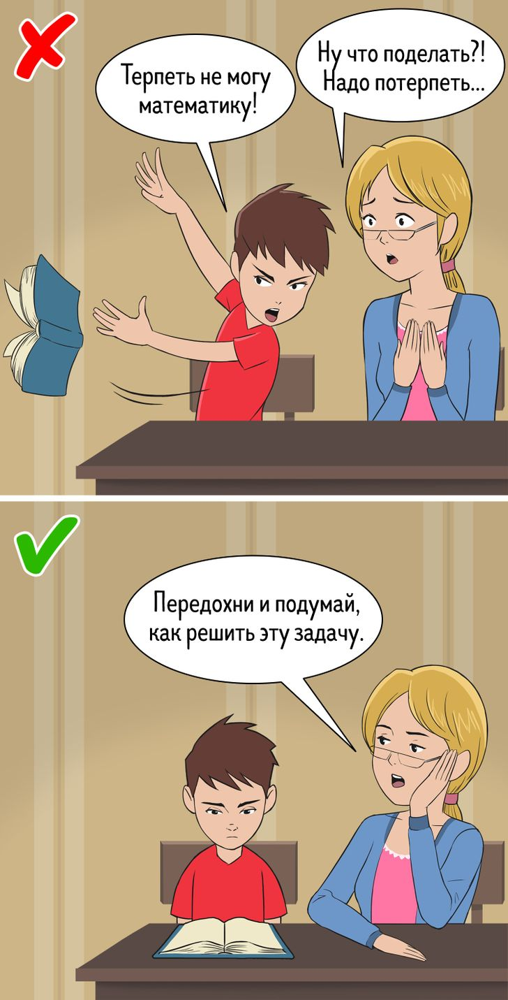 Терпеть не могу
математику!
Ну что поделать?!
Надо потерпеть...
Передохни и подумай,
как решить эту задачу.